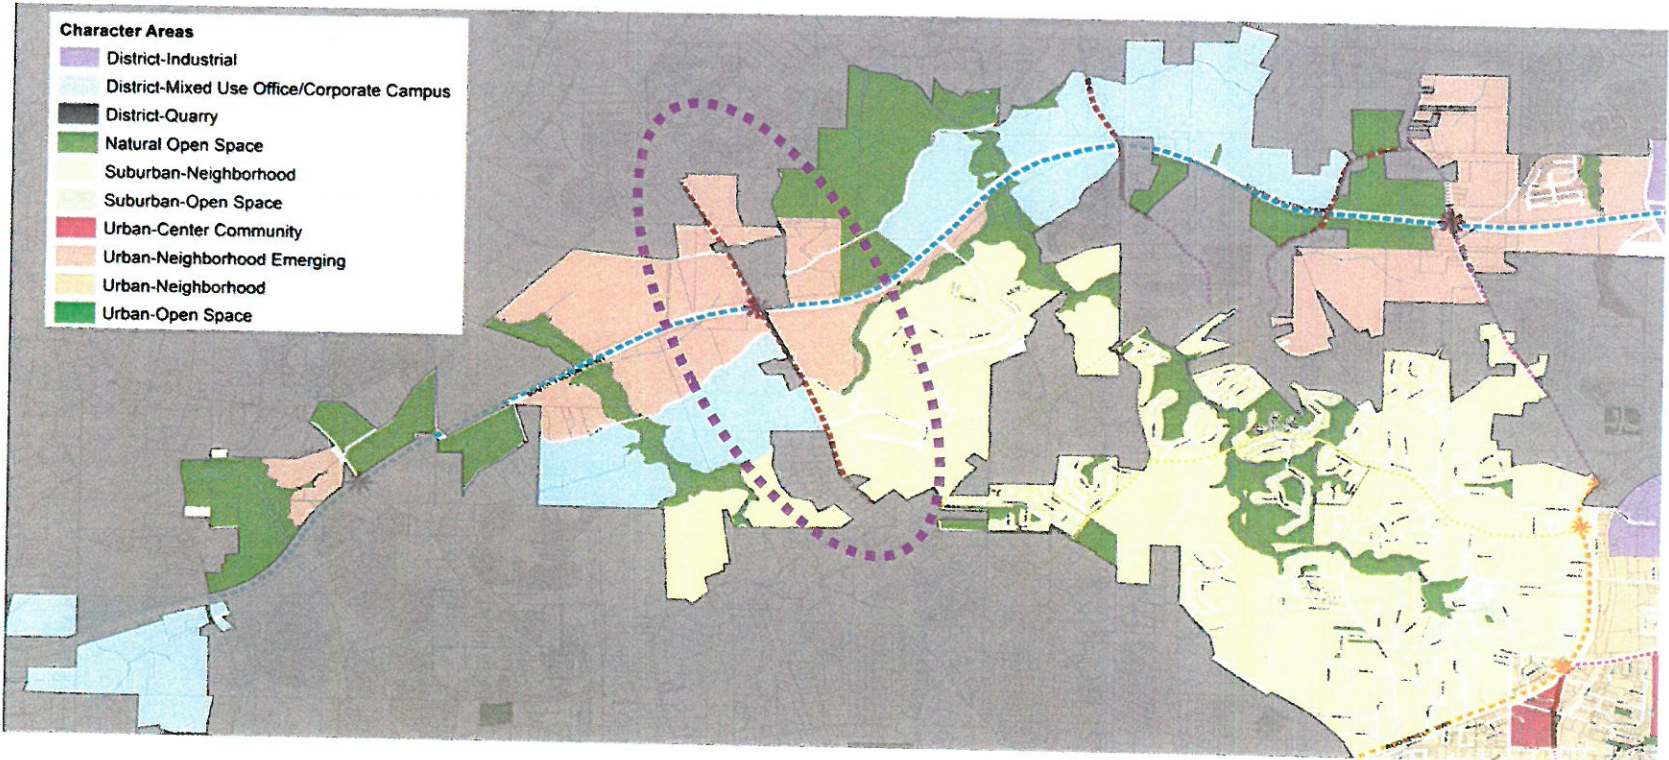 Character Areas
District-Industrial
District-Mixed Use Office/Corporate Campus
District-Quarry
Natural Open Space
Suburban-Neighborhood
Suburban-Open Space
Urban-Center Community
Urban-Neighborhood Emerging
Urban-Neighborhood
Urban-Open Space